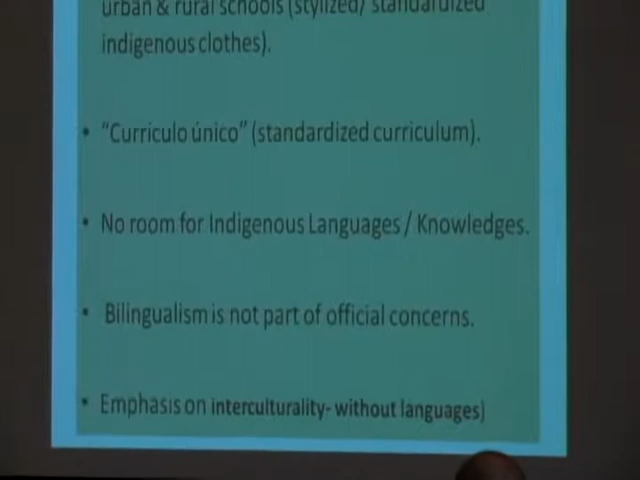 urban & rural schools (stylized/ standardized
indigenous clothes).
• “Curriculo único” (standardized curriculum).
• No room for Indigenous Languages / Knowledges.
• Bilingualism is not part of official concerns.
• Emphasis on interculturality- without languages)